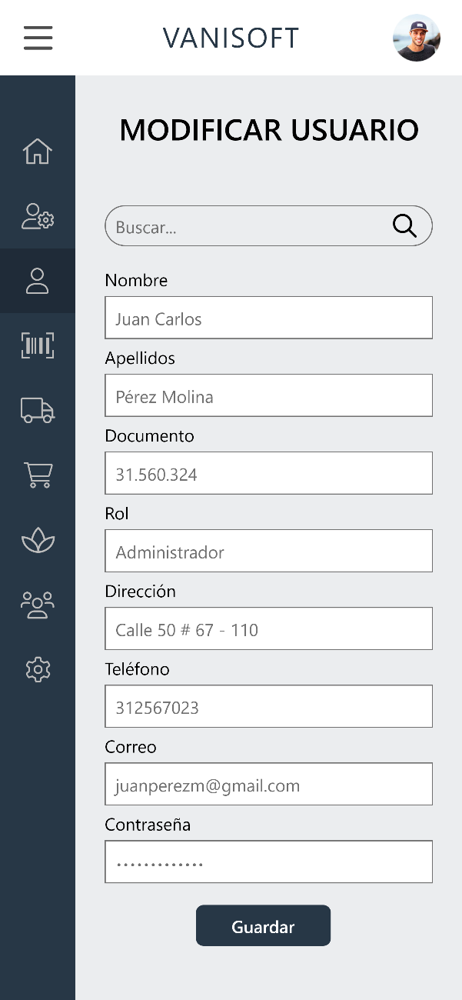 VANISOFT
MODIFICAR USUARIO
Buscar...
Nombre
Juan Carlos
Apellidos
Pérez Molina
Documento
31.560.324
Rol
Administrador
Dirección
Calle 50 # 67 - 110
Teléfono
312567023
Correo
juanperezm@gmail.com
Contraseña
•••••••••••••
Guardar